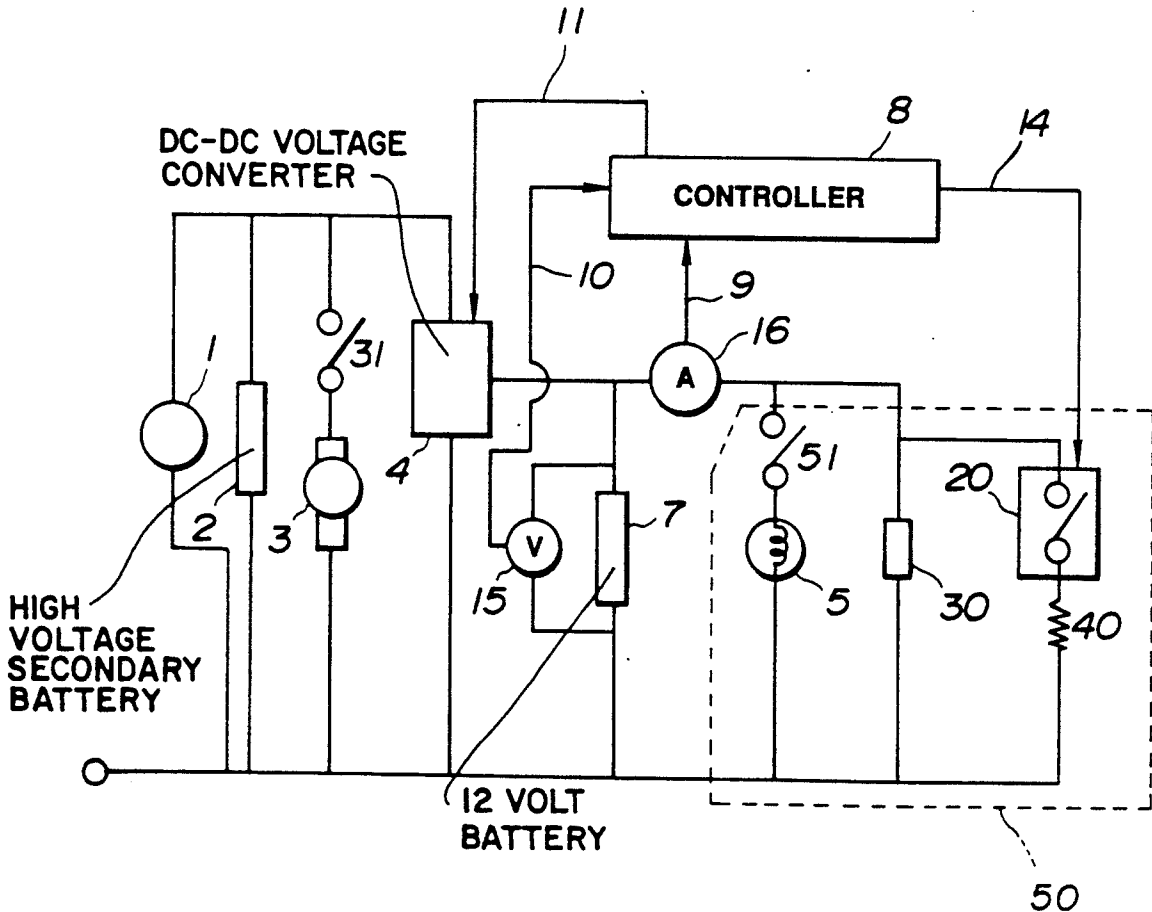 11
8
14
DC-DC VOLTAGE
CONVERTER
CONTROLLER
10
9
16
1
31
A
4
51
20
2
3
7
V
15
5
30
40
HIGH
VOLTAGE
SECONDARY
BATTERY
12 VOLT
BATTERY
50